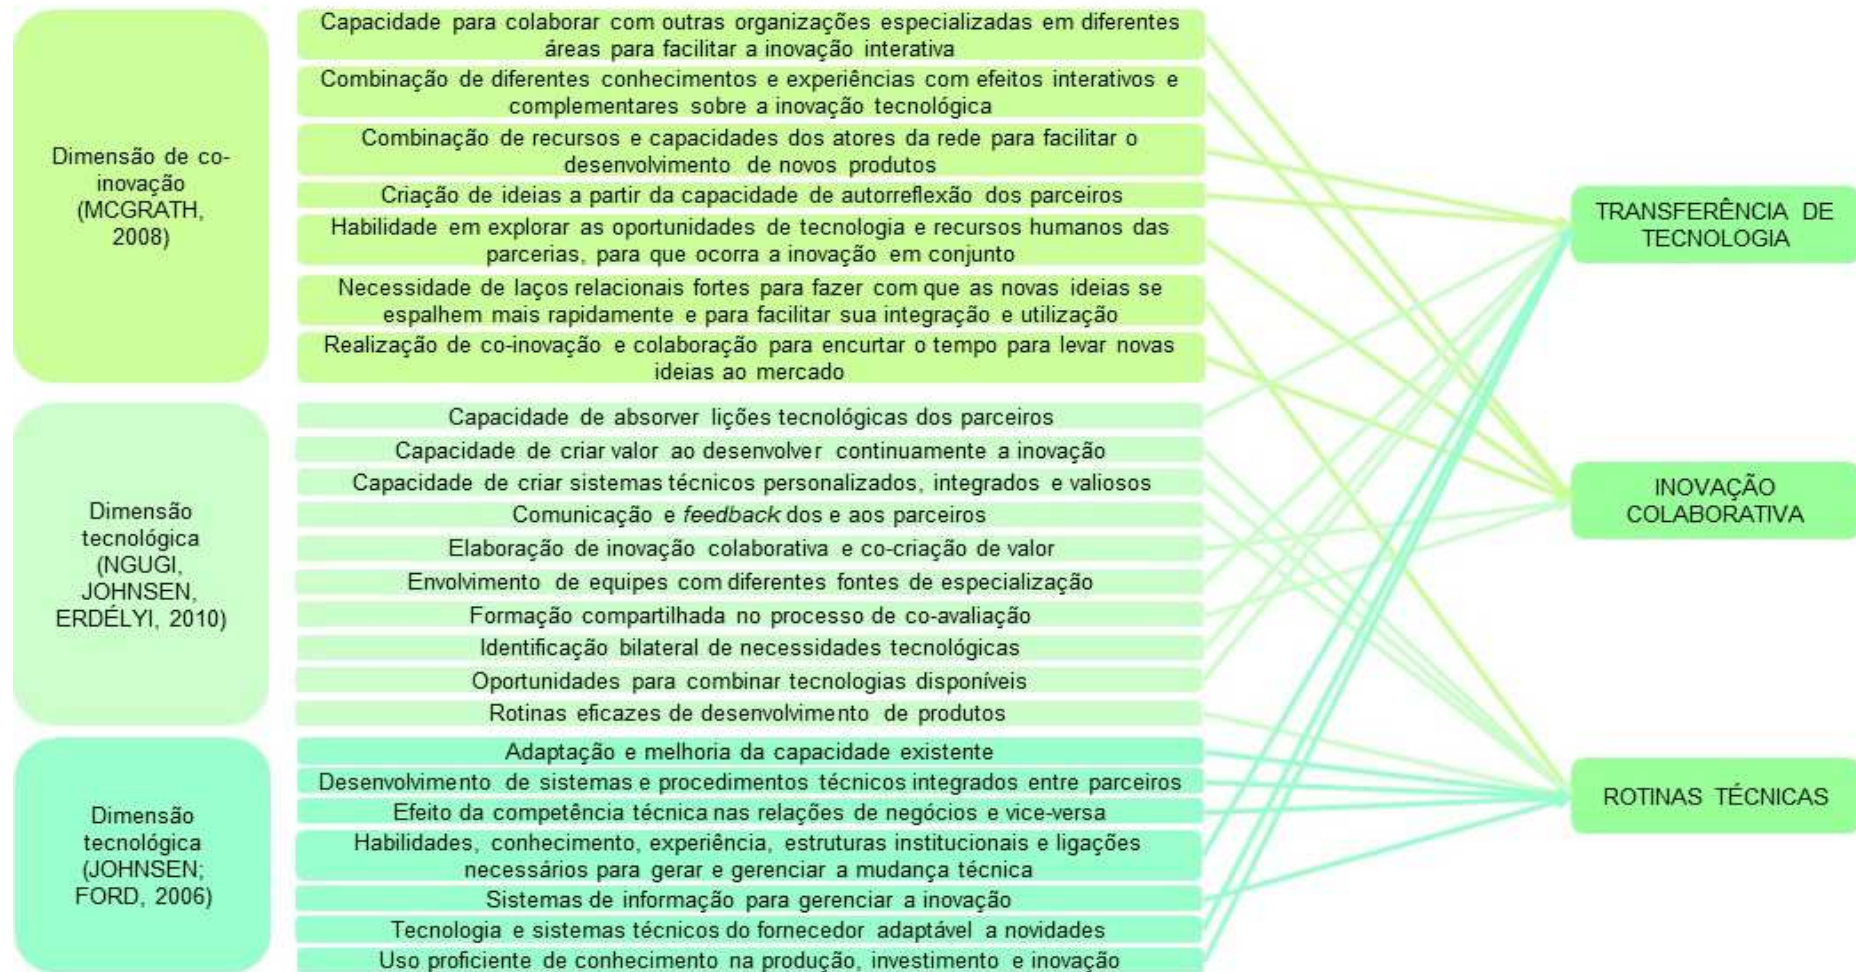 Dimensão de co-
inovação
(MCGRATH,
2008)
Capacidade para colaborar com outras organizações especializadas em diferentes
áreas para facilitar a inovação interativa
Combinação de diferentes conhecimentos e experiências com efeitos interativos e
complementares sobre a inovação tecnológica
Combinação de recursos e capacidades dos atores da rede para facilitar o
desenvolvimento de novos produtos
Criação de ideias a partir da capacidade de autorreflexão dos parceiros
Habilidade em explorar as oportunidades de tecnologia e recursos humanos das
parcerias, para que ocorra a inovação em conjunto
Necessidade de laços relacionais fortes para fazer com que as novas ideias se
espalhem mais rapidamente e para facilitar sua integração e utilização
Realização de co-inovação e colaboração para encurtar o tempo para levar novas
ideias ao mercado
Dimensão
tecnológica
(NGUGI,
JOHNSEN,
ERDÉLYI, 2010)
Capacidade de absorver lições tecnológicas dos parceiros
Capacidade de criar valor ao desenvolver continuamente a inovação
Capacidade de criar sistemas técnicos personalizados, integrados e valiosos
Comunicação e feedback dos e aos parceiros
Elaboração de inovação colaborativa e co-criação de valor
Envolvimento de equipes com diferentes fontes de especialização
Formação compartilhada no processo de co-avaliação
Identificação bilateral de necessidades tecnológicas
Oportunidades para combinar tecnologias disponíveis
Rotinas eficazes de desenvolvimento de produtos
Dimensão
tecnológica
(JOHNSEN;
FORD, 2006)
Adaptação e melhoria da capacidade existente
Desenvolvimento de sistemas e procedimentos técnicos integrados entre parceiros
Efeito da competência técnica nas relações de negócios e vice-versa
Habilidades, conhecimento, experiência, estruturas institucionais e ligações
necessários para gerar e gerenciar a mudança técnica
Sistemas de informação para gerenciar a inovação
Tecnologia e sistemas técnicos do fornecedor adaptável a novidades
Uso proficiente de conhecimento na produção, investimento e inovação
TRANSFERÊNCIA DE
TECNOLOGIA
INOVAÇÃO
COLABORATIVA
ROTINAS TÉCNICAS